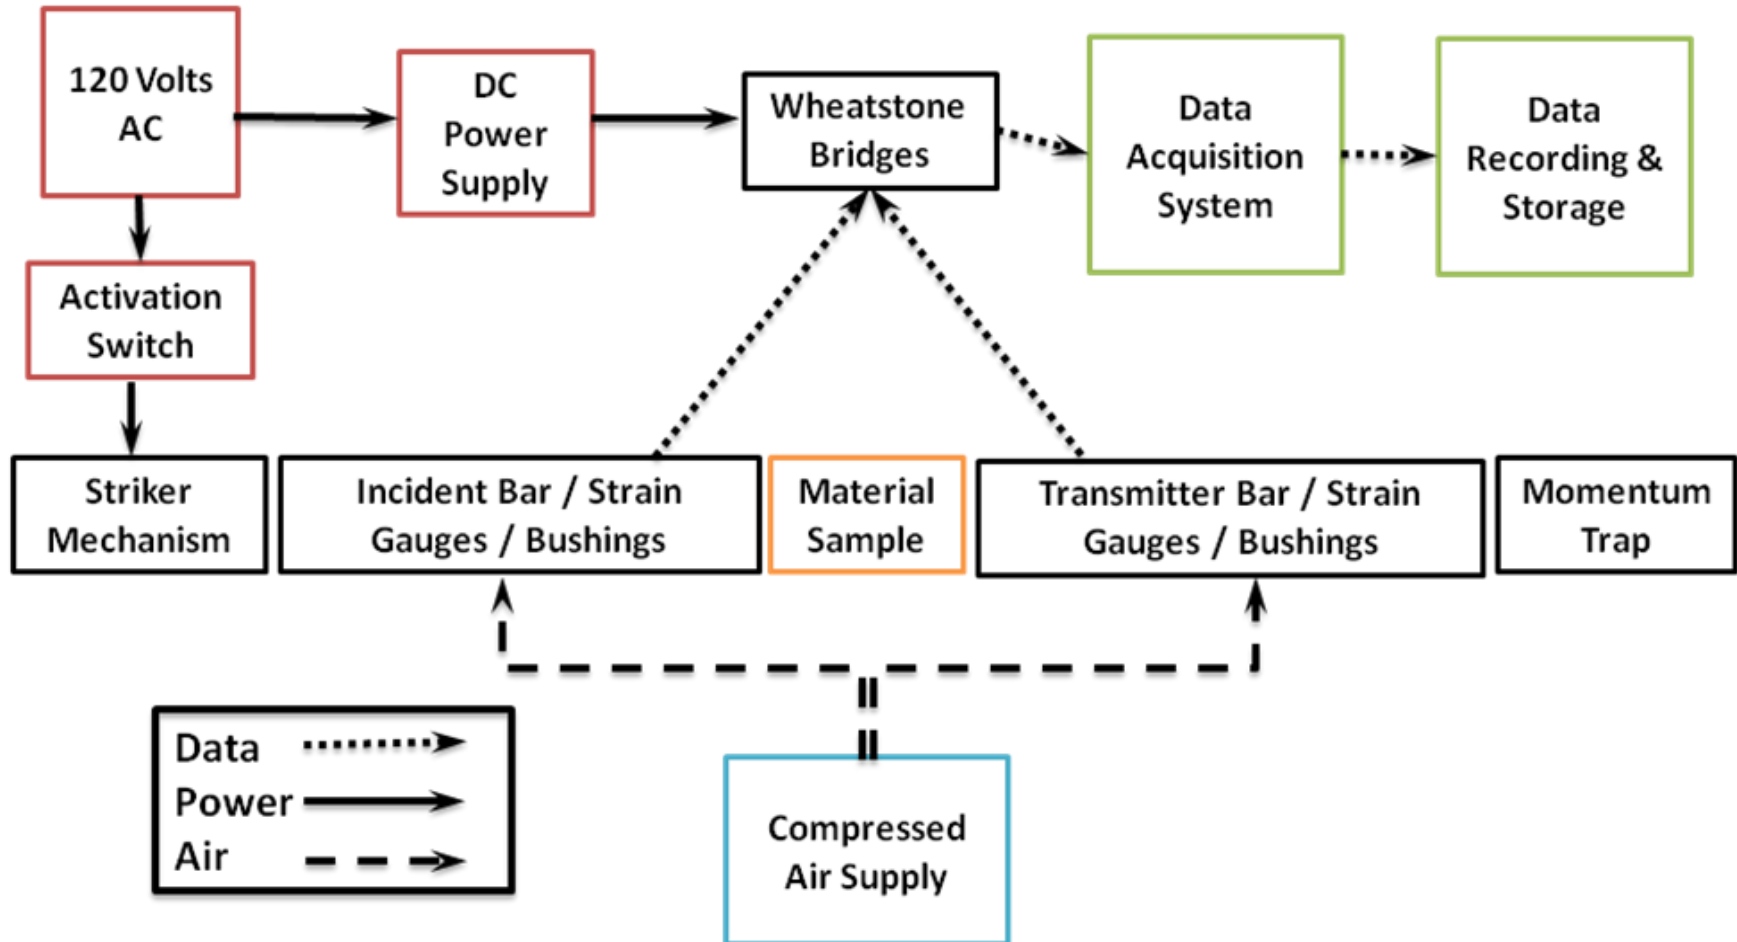 120 Volts
AC
DC
Power
Supply
Wheatstone
Bridges
Data
Acquisition
System
Data
Recording &
Storage
Activation
Switch
Striker
Mechanism
Incident Bar / Strain
Gauges / Bushings
Material
Sample
Transmitter Bar / Strain
Gauges / Bushings
Momentum
Trap
Data
Power
Air
Compressed
Air Supply